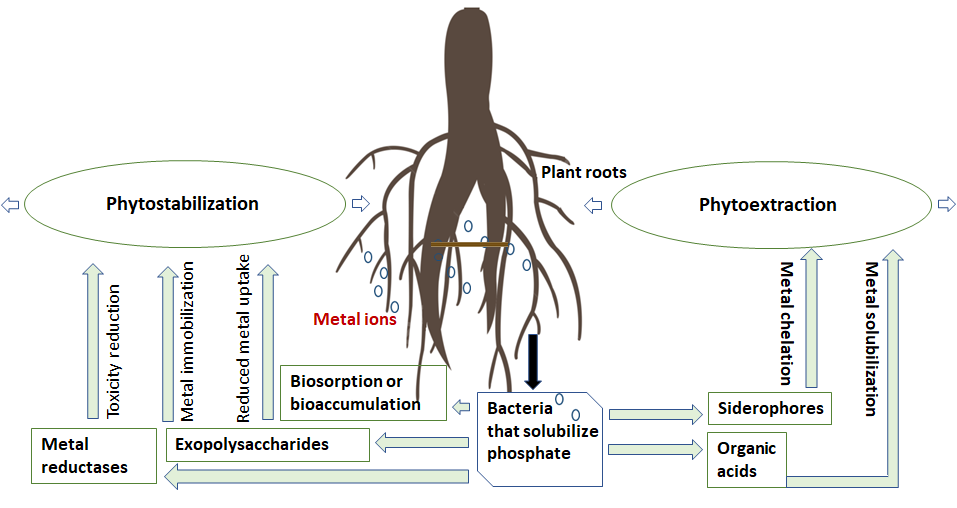 Plant roots
Phytostabilization
Phytoextraction
Metal ions
Toxicity reduction
Metal immobilization
Reduced metal uptake
Metal chelation
Metal solubilization
Biosorption or
bioaccumulation
Bacteria
that solubilize
phosphate
Siderophores
Metal
reductases
Exopolysaccharides
Organic
acids